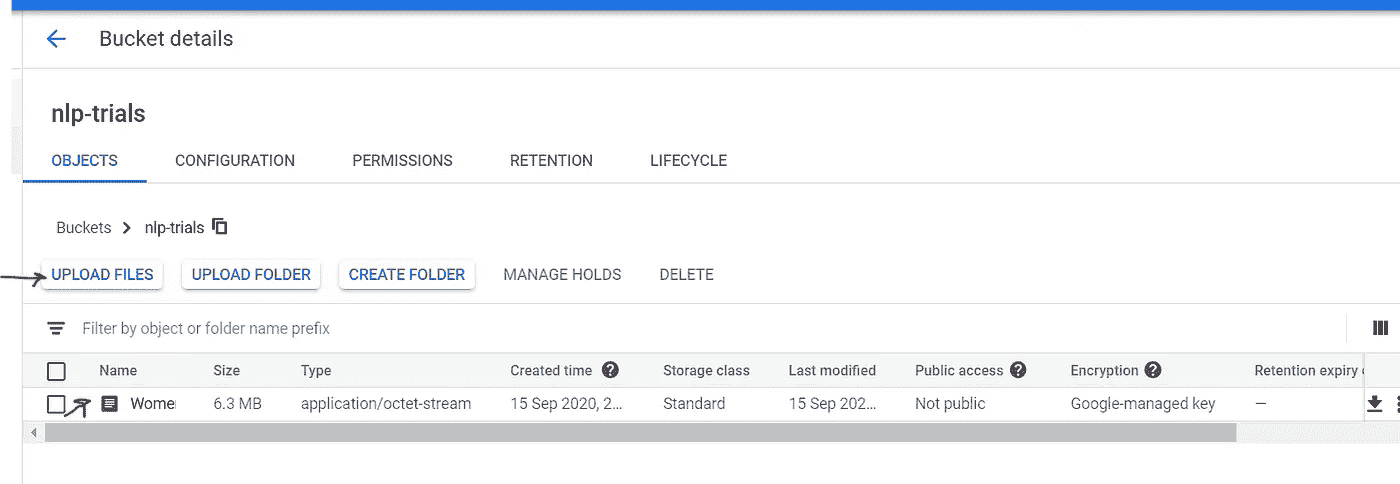 Bucket details
nlp-trials
OBJECTS CONFIGURATION PERMISSIONS RETENTION LIFECYCLE
Buckets nlp-trials
UPLOAD FILES UPLOAD FOLDER CREATE FOLDER MANAGE HOLDS DELETE
Filter by object or folder name prefix
Name Size Type Created time Storage class Last modified Public access Encryption Retention expiry
6.3 MB application/octet-stream 15 Sep 2020, 2... Standard 15 Sep 202... Not public Google-managed key —